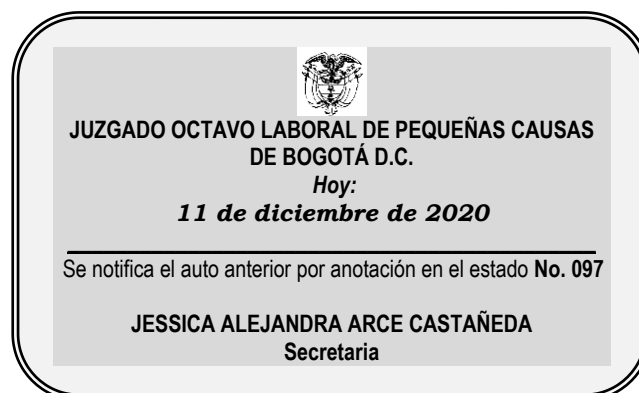 JUZGADO OCTAVO LABORAL DE PEQUEÑAS CAUSAS
DE BOGOTÁ D.C.
Hoy:
11 de diciembre de 2020
Se notifica el auto anterior por anotación en el estado No. 097
JESSICA ALEJANDRA ARCE CASTAÑEDA
Secretaria